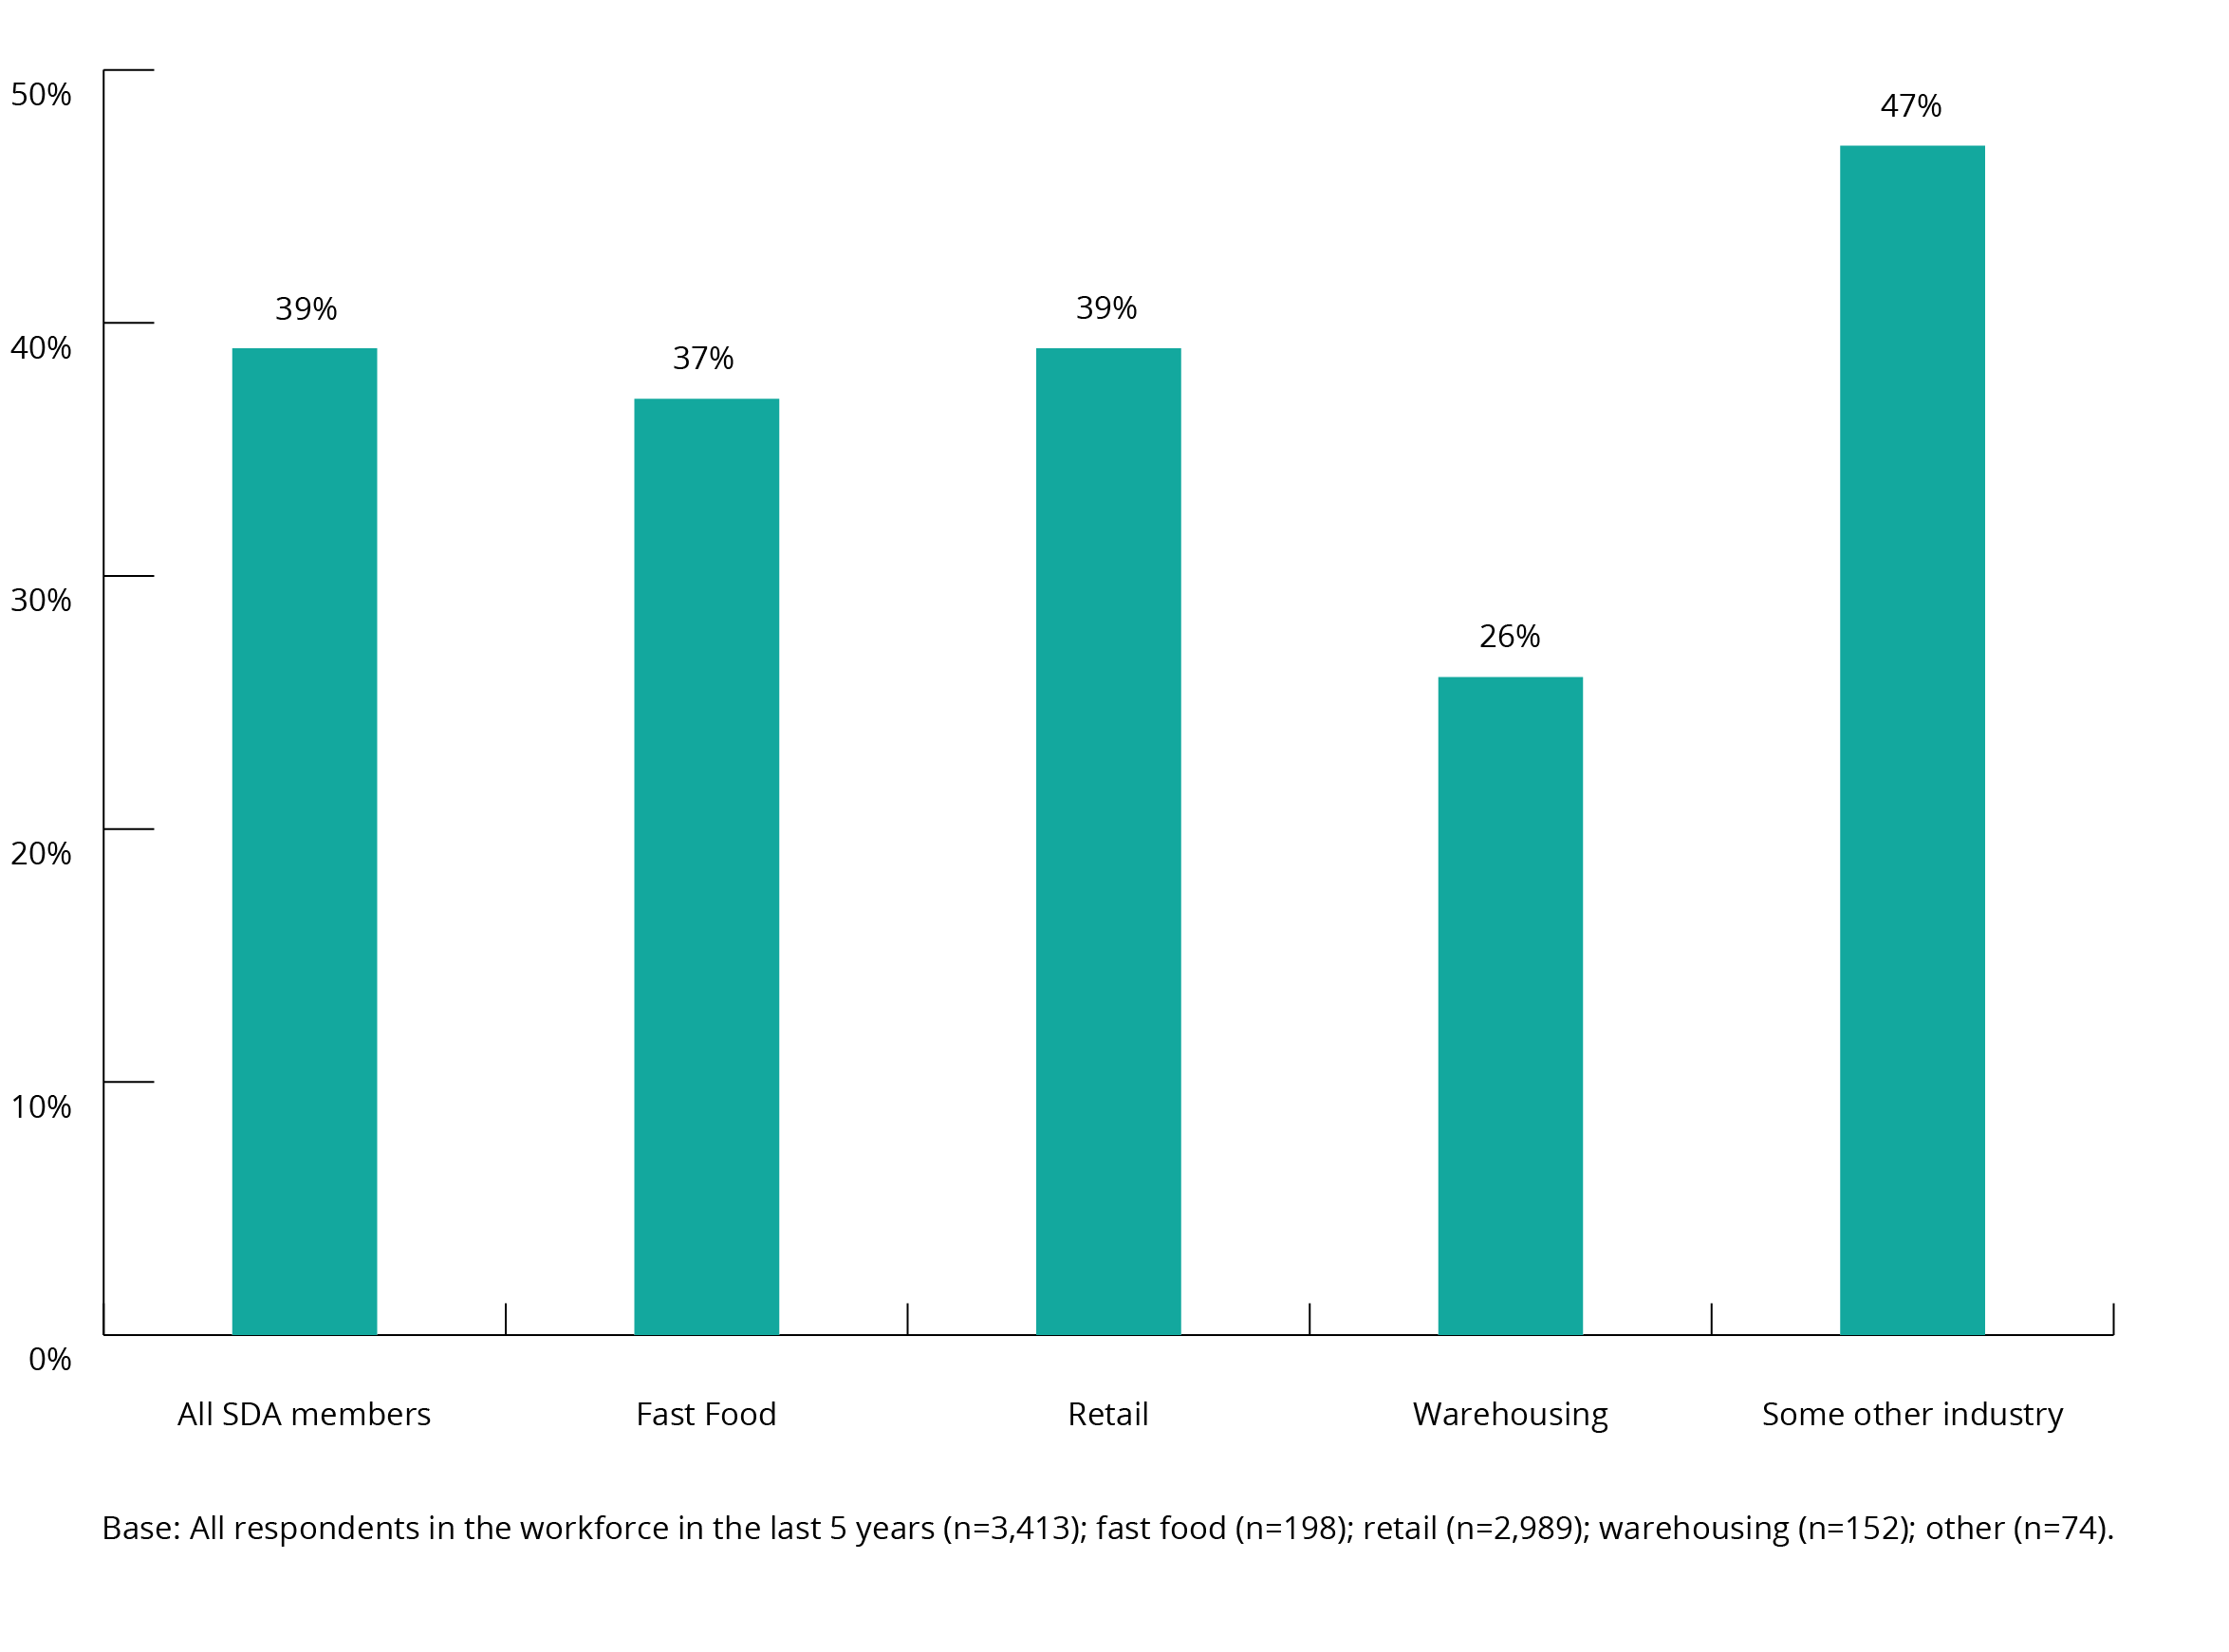 50%
47%
39%
39%
40%
37%
30%
26%
20%
10%
0%
All SDA members
Fast Food
Retail
Warehousing
Some other industry
Base: All respondents in the workforce in the last 5 years (n=3,413); fast food (n=198); retail (n=2,989); warehousing (n=152); other (n=74).